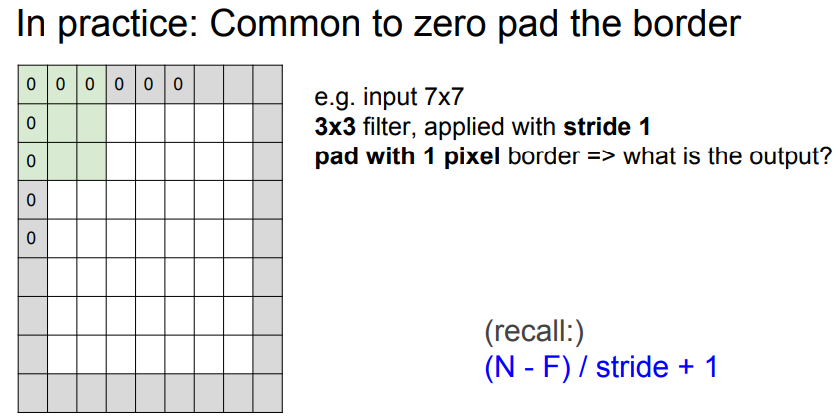 In practice: Common to zero pad the border
0 0 0 0 0 0
0
0
0
0
e.g. input 7x7
3x3 filter, applied with stride 1
pad with 1 pixel border => what is the output?
(recall:)
(N - F) / stride + 1